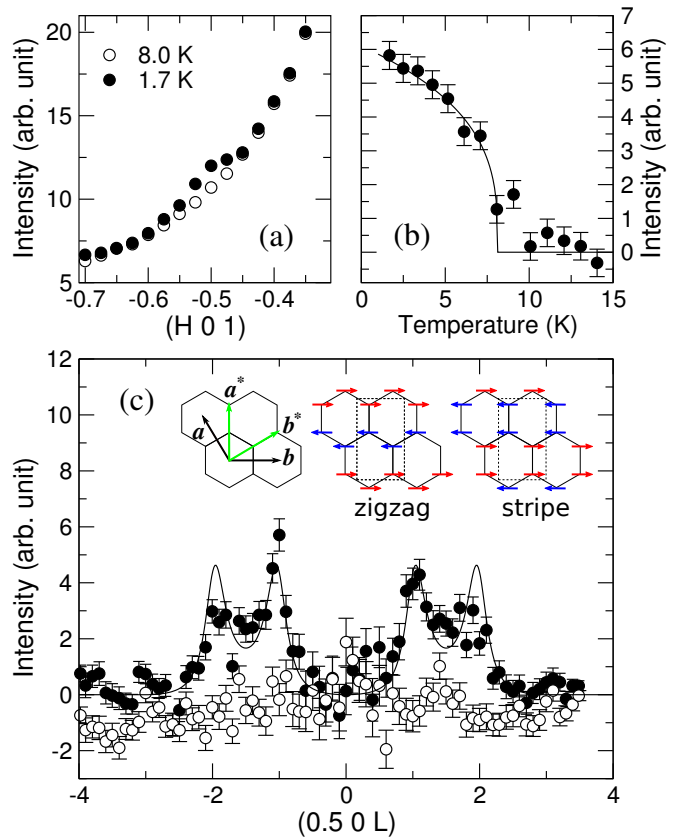 20
15
10
5
Intensity (arb. unit)
8.0 K
1.7 K
(a)
-0.7
-0.6
-0.5
-0.4
(H 0 1)
(b)
7
6
5
4
3
2
1
0
Intensity (arb. unit)
0
5
10
15
Temperature (K)
12
10
8
6
4
2
0
-2
Intensity (arb. unit)
(c)
a*
b*
a
b
zigzag
stripe
-4
-2
0
2
4
(0.5 0 L)